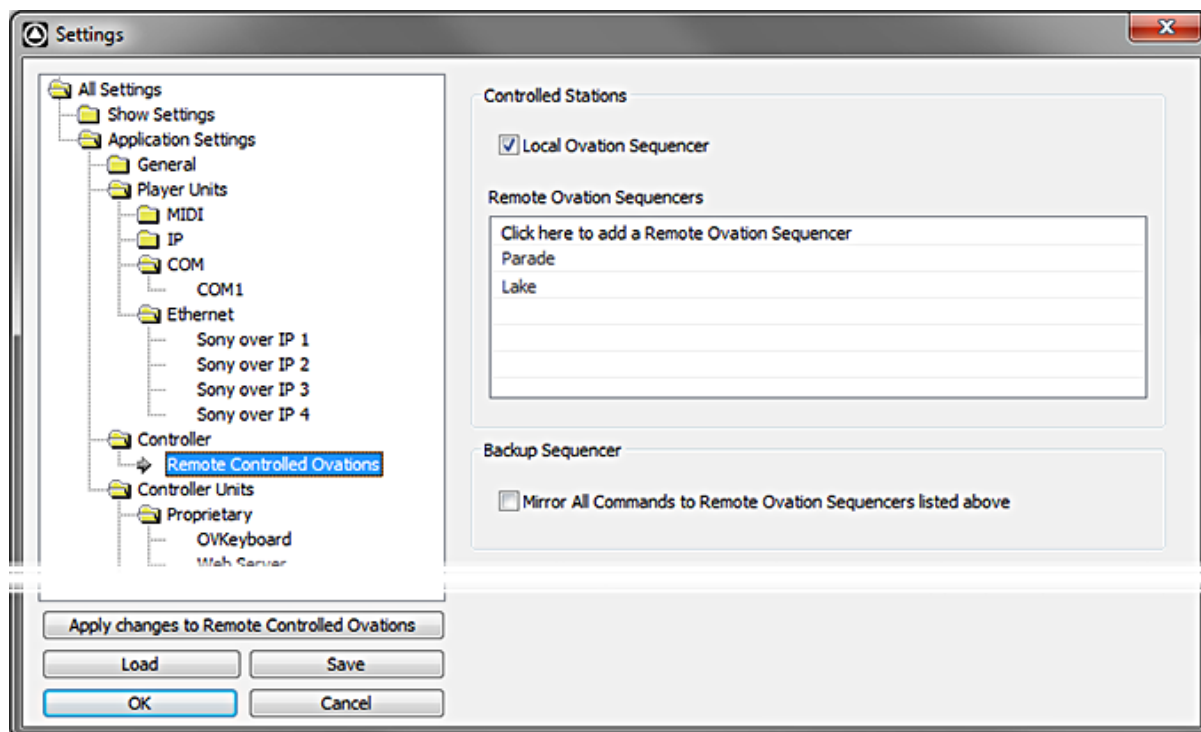 Settings
All Settings
Show Settings
Application Settings
General
Player Units
MIDI
IP
COM
COM1
Ethernet
Sony over IP 1
Sony over IP 2
Sony over IP 3
Sony over IP 4
Controller
Remote Controlled Ovations
Controller Units
Proprietary
OVKeyboard
Web Server
Apply changes to Remote Controlled Ovations
Load Save
OK Cancel
Controlled Stations
Local Ovation Sequencer
Remote Ovation Sequencers
Click here to add a Remote Ovation Sequencer
Parade
Lake
Backup Sequencer
Mirror All Commands to Remote Ovation Sequencers listed above